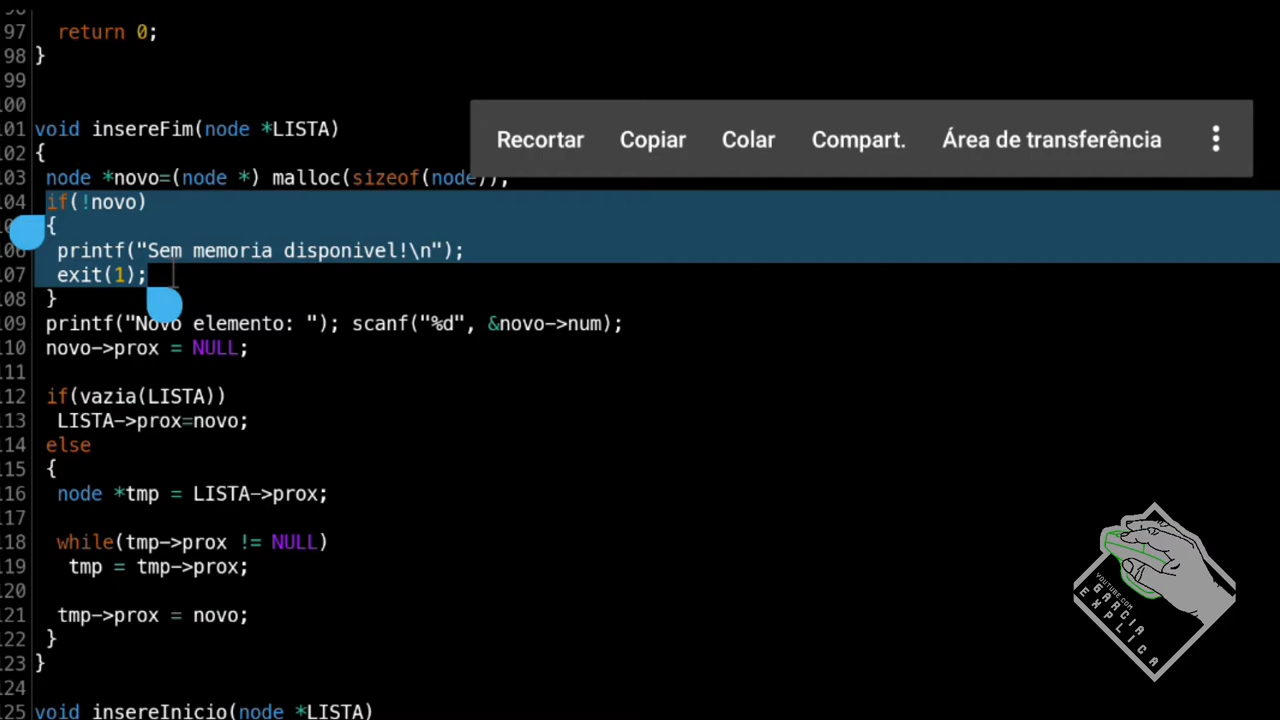 97 return 0;
98 }
99
100
101 void insereFim(node *LISTA)
Recortar Copiar Colar Compart. Área de transferência
102 {
103 node *novo=(node *) malloc(sizeof(node));
104 if(!novo)
{
106 printf("Sem memoria disponivel!\n");
107 exit(1);
108 }
109 printf("Novo elemento: "); scanf("%d", &novo->num);
110 novo->prox = NULL;
111
112 if(vazia(LISTA))
113 LISTA->prox=novo;
114 else
115 {
116 node *tmp = LISTA->prox;
117
118 while(tmp->prox != NULL)
119 tmp = tmp->prox;
120
121 tmp->prox = novo;
122 }
123 }
124
125 void insereInicio(node *LISTA)
YOUTUBE.COM
GARCIA
EXPLICA